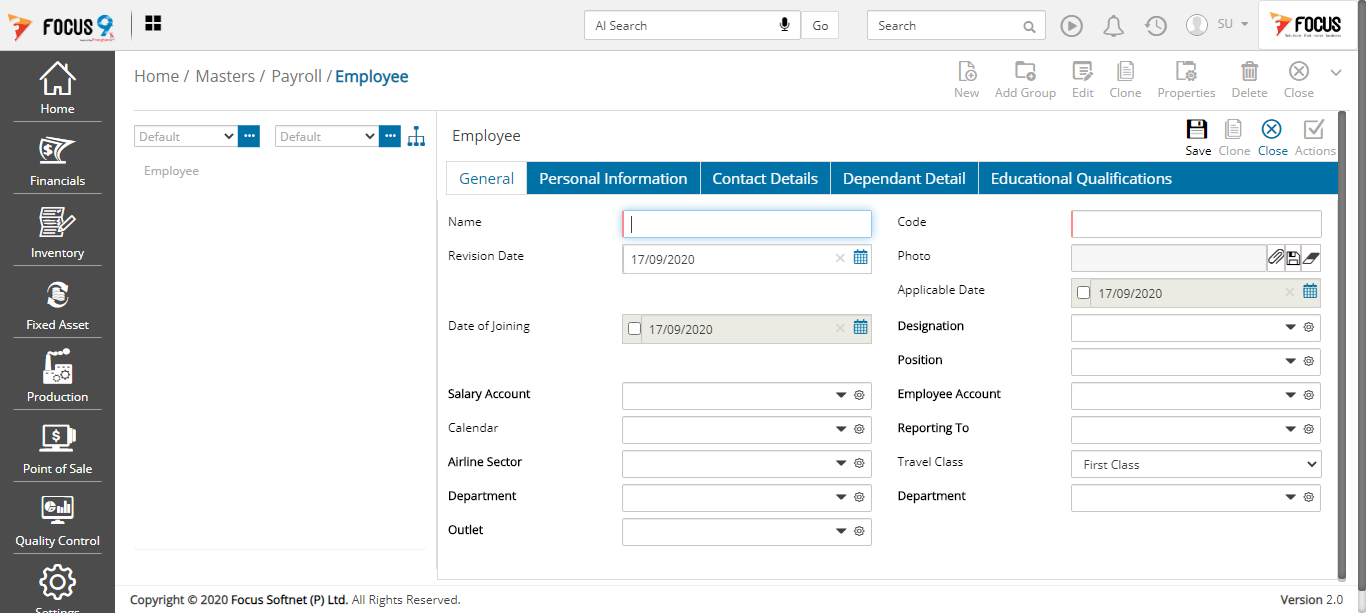 FOCUS 9
AI Search
Go
Search
SU
FOCUS
Home / Masters / Payroll / Employee
New
Add Group
Edit
Clone
Properties
Delete
Close
Home
Financials
Inventory
Fixed Asset
Production
Point of Sale
Quality Control
Settings
Default
Default
Employee
Employee
Save
Clone
Close
Actions
General
Personal Information
Contact Details
Dependant Detail
Educational Qualifications
Name
Code
Revision Date
17/09/2020
Photo
Applicable Date
17/09/2020
Date of Joining
17/09/2020
Designation
Position
Salary Account
Employee Account
Calendar
Reporting To
Airline Sector
Travel Class
First Class
Department
Department
Outlet
Copyright © 2020 Focus Softnet (P) Ltd. All Rights Reserved.
Version 2.0